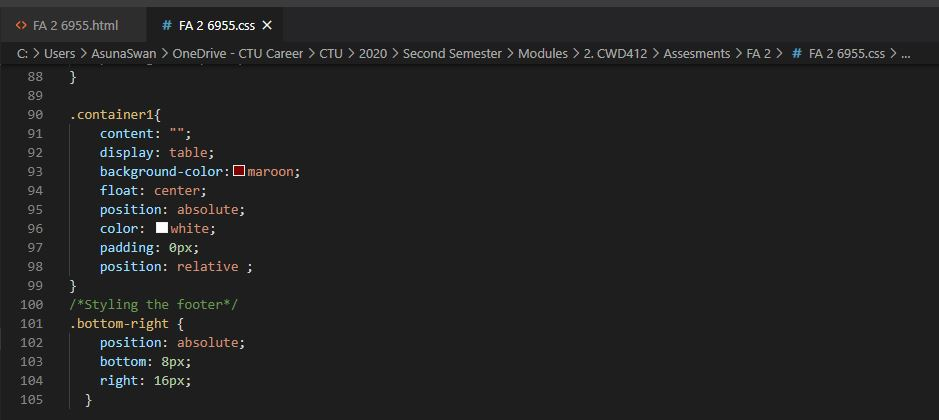 <> FA 2 6955.html # FA 2 6955.css ×
C: > Users > AsunaSwan > OneDrive - CTU Career > CTU > 2020 > Second Semester > Modules > 2. CWD412 > Assesments > FA 2 > # FA 2 6955.css > ...
88 }
89
90 .container1{
91 content: "";
92 display: table;
93 background-color: maroon;
94 float: center;
95 position: absolute;
96 color: white;
97 padding: 0px;
98 position: relative ;
99 }
100 /*Styling the footer*/
101 .bottom-right {
102 position: absolute;
103 bottom: 8px;
104 right: 16px;
105 }